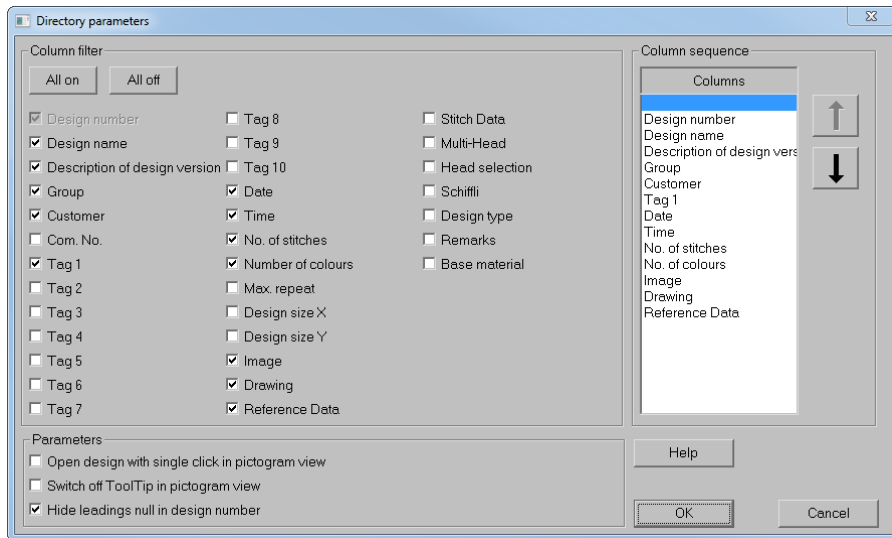 Directory parameters
Column filter
All on
All off
Design number
Design name
Description of design version
Group
Customer
Com. No.
Tag 1
Tag 2
Tag 3
Tag 4
Tag 5
Tag 6
Tag 7
Tag 8
Tag 9
Tag 10
Date
Time
No. of stitches
Number of colours
Max. repeat
Design size X
Design size Y
Image
Drawing
Reference Data
Stitch Data
Multi-Head
Head selection
Schiffli
Design type
Remarks
Base material
Column sequence
Columns
Design number
Design name
Description of design vers
Group
Customer
Tag 1
Date
Time
No. of stitches
No. of colours
Image
Drawing
Reference Data
Parameters
Open design with single click in pictogram view
Switch off ToolTip in pictogram view
Hide leadings null in design number
Help
OK
Cancel